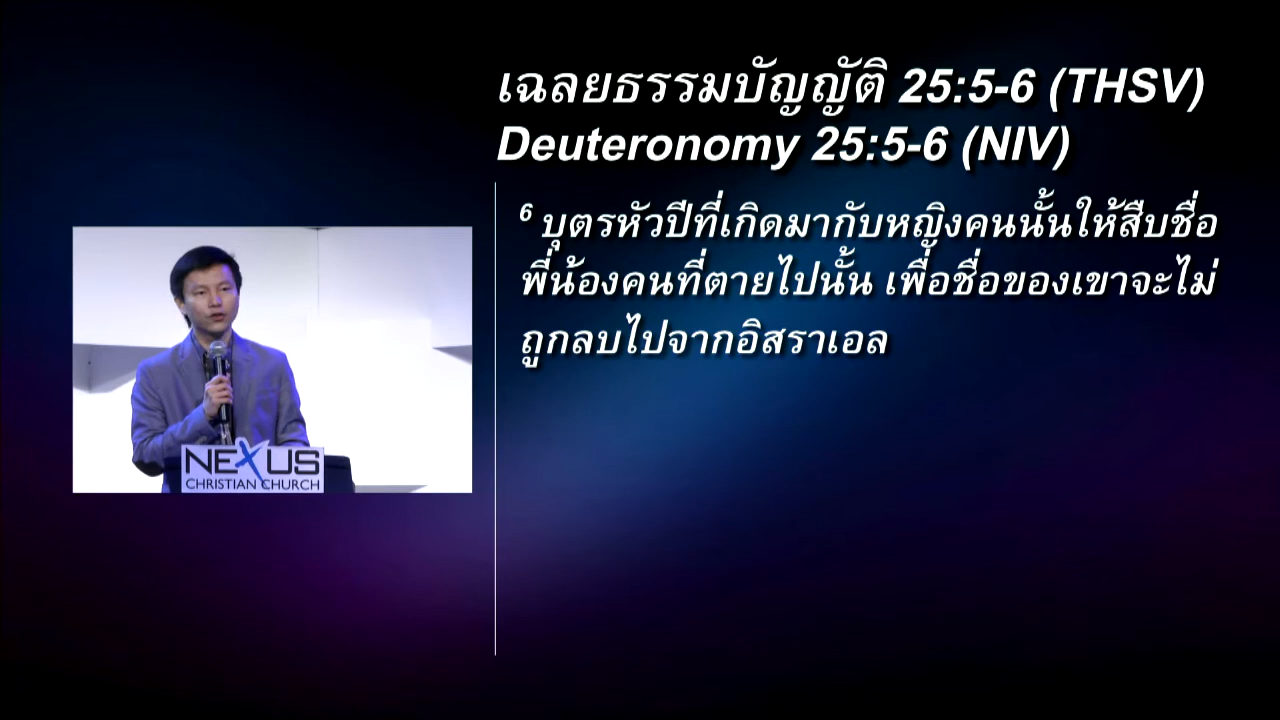 เฉลยธรรมบัญญัติ 25:5-6 (THSV)
Deuteronomy 25:5-6 (NIV)
6 บุตรหัวปีที่เกิดมากับหญิงคนนั้นให้สืบชื่อ
พี่น้องคนที่ตายไปนั้น เพื่อชื่อของเขาจะไม่
ถูกลบไปจากอิสราเอล
NEXUS
CHRISTIAN CHURCH